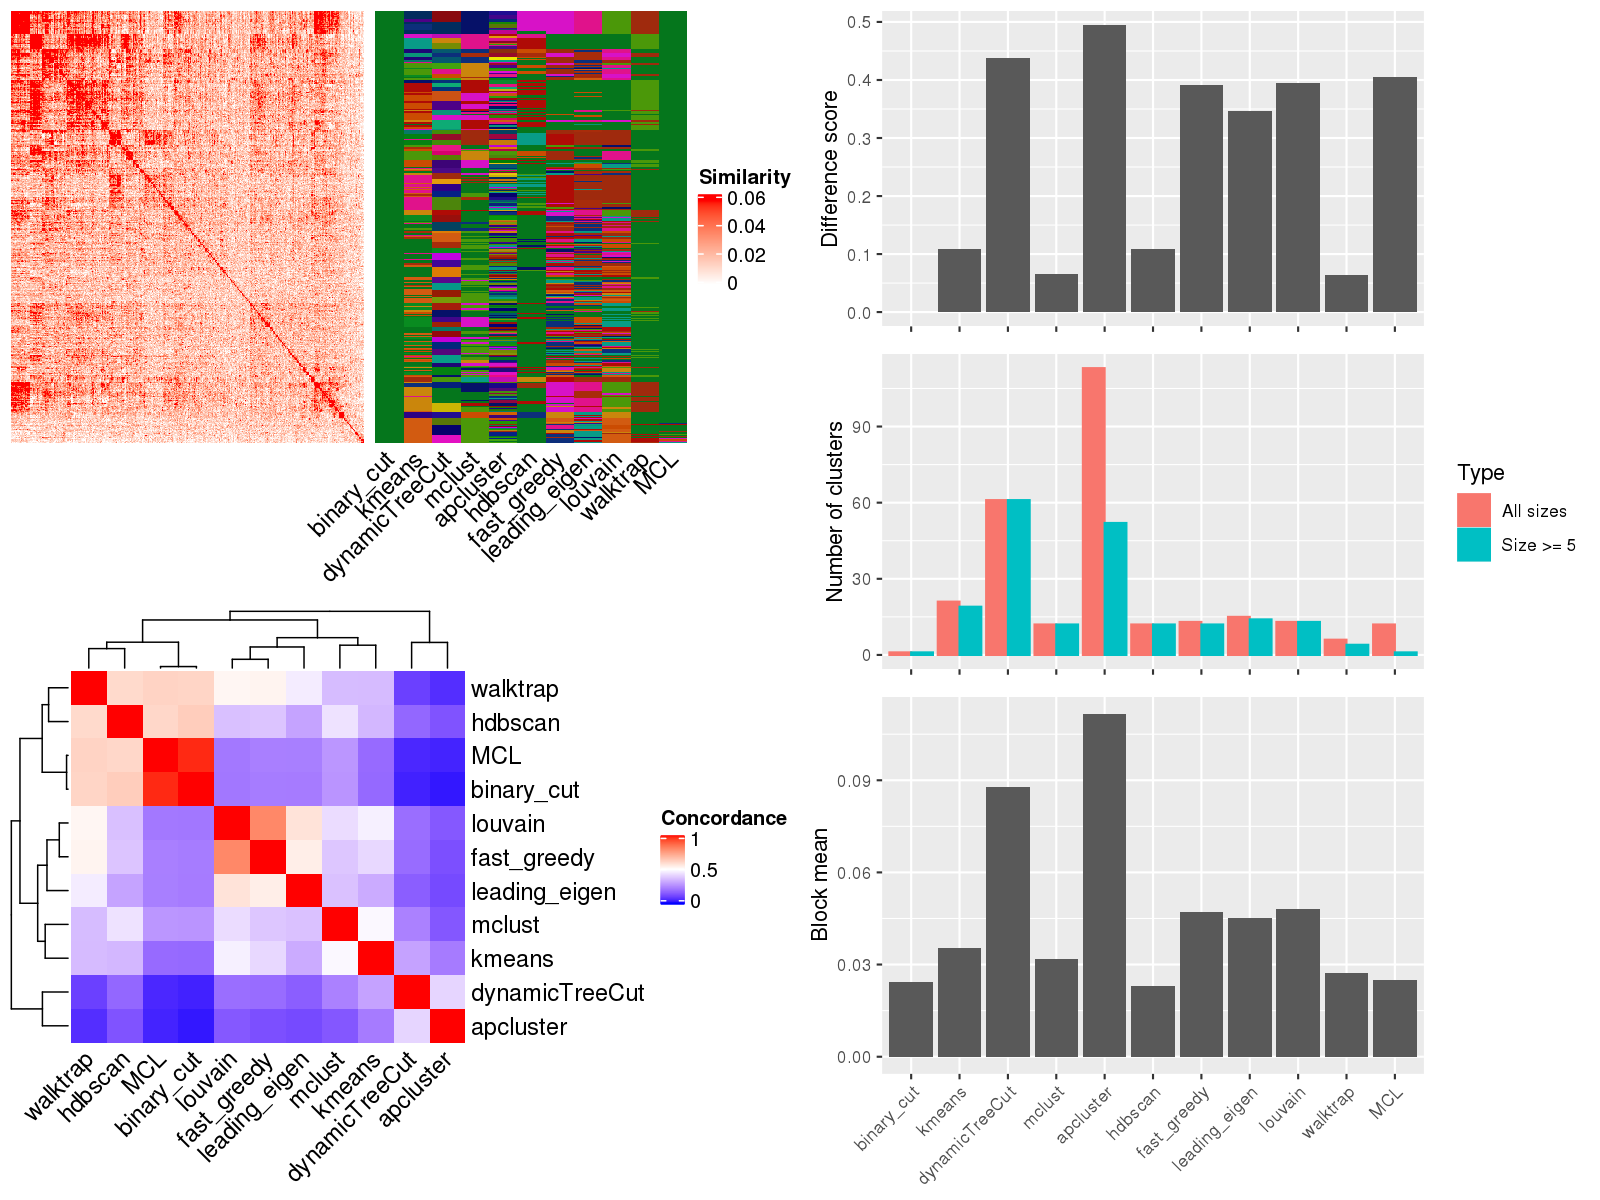 Similarity
0.06
0.04
0.02
0
binary_cut
kmeans
dynamicTreeCut
mclust
apcluster
hdbscan
fast_greedy
leading_eigen
louvain
walktrap
MCL
walktrap
hdbscan
MCL
binary_cut
louvain
fast_greedy
leading_eigen
mclust
kmeans
dynamicTreeCut
apcluster
walktrap
hdbscan
MCL
binary_cut
louvain
fast_greedy
leading_eigen
mclust
kmeans
dynamicTreeCut
apcluster
Concordance
1
0.5
0
Difference score
0.5
0.4
0.3
0.2
0.1
0.0
Number of clusters
90
60
30
0
Type
All sizes
Size >= 5
Block mean
0.09
0.06
0.03
0.00
binary_cut
kmeans
dynamicTreeCut
mclust
apcluster
hdbscan
fast_greedy
leading_eigen
louvain
walktrap
MCL